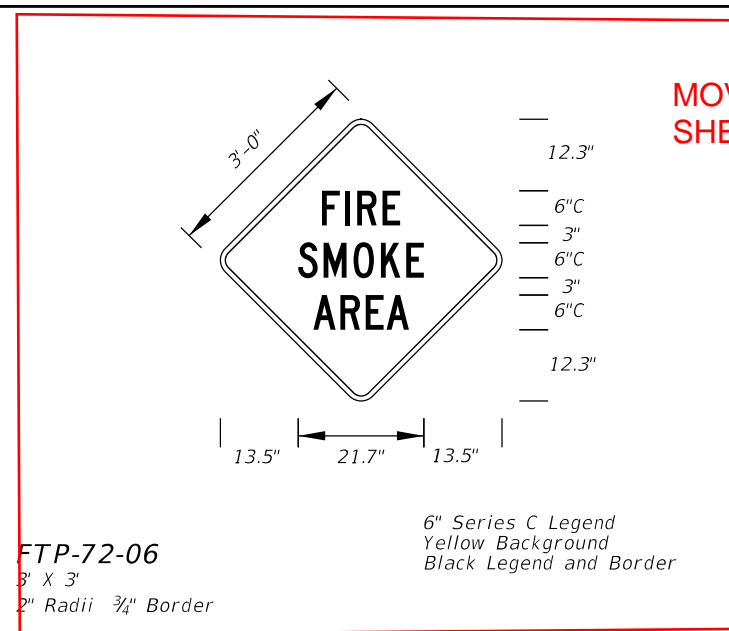 MOV
SHE
3'-0"
FIRE
SMOKE
AREA
12.3"
6"C
3"
6"C
3"
6"C
12.3"
13.5" 21.7" 13.5"
FTP-72-06
3' X 3'
2" Radii ¾" Border
6" Series C Legend
Yellow Background
Black Legend and Border